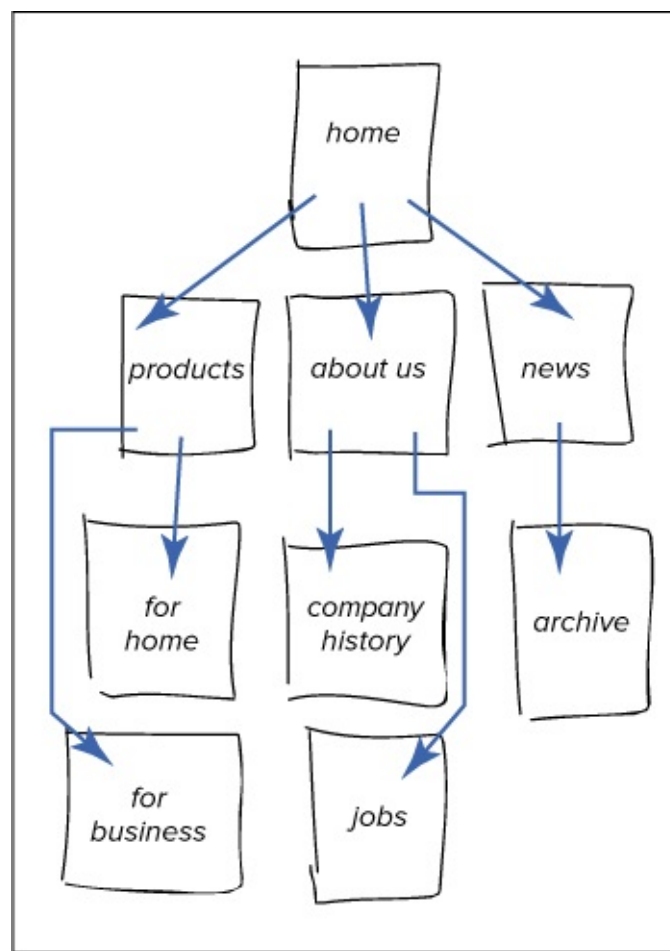 home
products
about us
news
for
home
company
history
archive
for
business
jobs